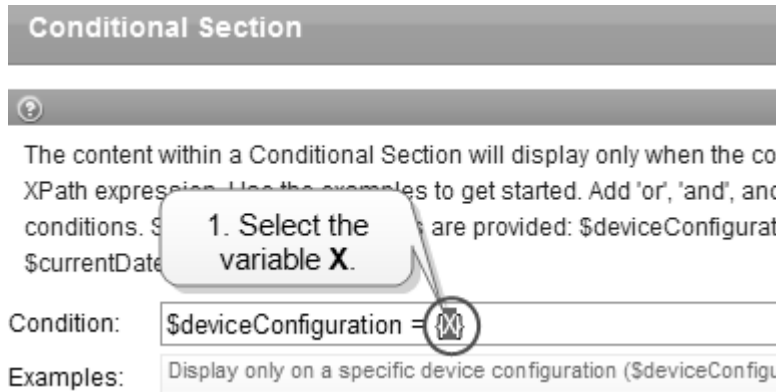 Conditional Section
The content within a Conditional Section will display only when the co
XPath expression. Use the examples to get started. Add 'or', 'and', and
conditions. S are provided: $deviceConfigurat
$currentDate
1. Select the
variable X.
Condition: $deviceConfiguration = {X}
Examples: Display only on a specific device configuration ($deviceConfigu